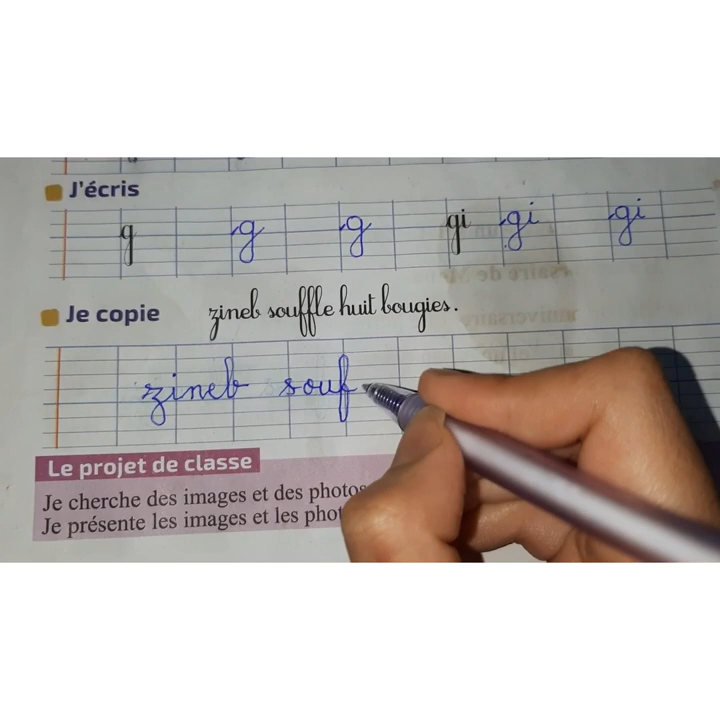 J'écris
g g g gi gi gi
Je copie zineb souffle huit bougies.
zineb souf
Le projet de classe
Je cherche des images et des photos
Je présente les images et les phot